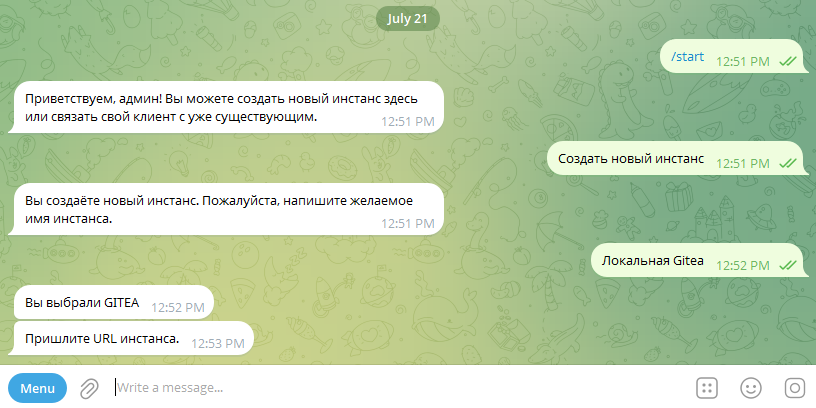 July 21
/start 12:51 PM
Приветствуем, админ! Вы можете создать новый инстанс здесь
или связать свой клиент с уже существующим. 12:51 PM
Создать новый инстанс 12:51 PM
Вы создаёте новый инстанс. Пожалуйста, напишите желаемое
имя инстанса. 12:51 PM
Локальная Gitea 12:52 PM
Вы выбрали GITEA 12:52 PM
Пришлите URL инстанса. 12:53 PM
Menu Write a message...